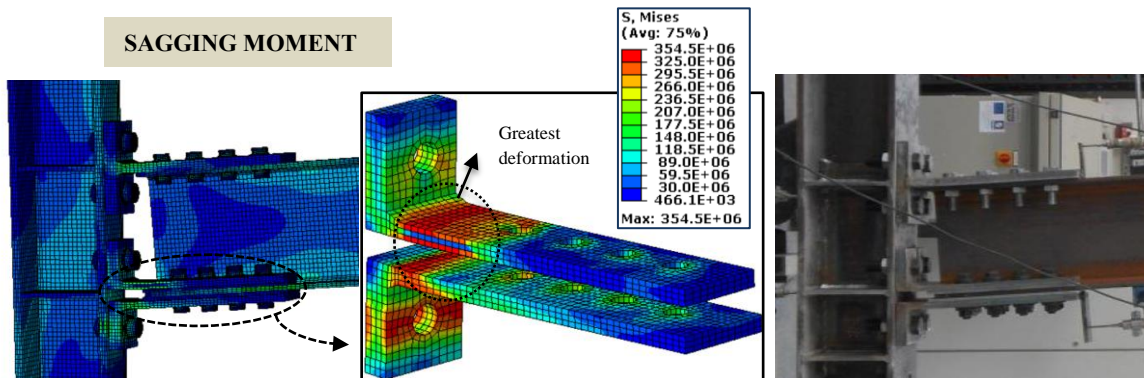 SAGGING MOMENT
Greatest
deformation
S, Mises
(Avg: 75%)
354.5E+06
325.0E+06
295.5E+06
266.0E+06
236.5E+06
207.0E+06
177.5E+06
148.0E+06
118.5E+06
89.0E+06
59.5E+06
30.0E+06
466.1E+03
Max: 354.5E+06